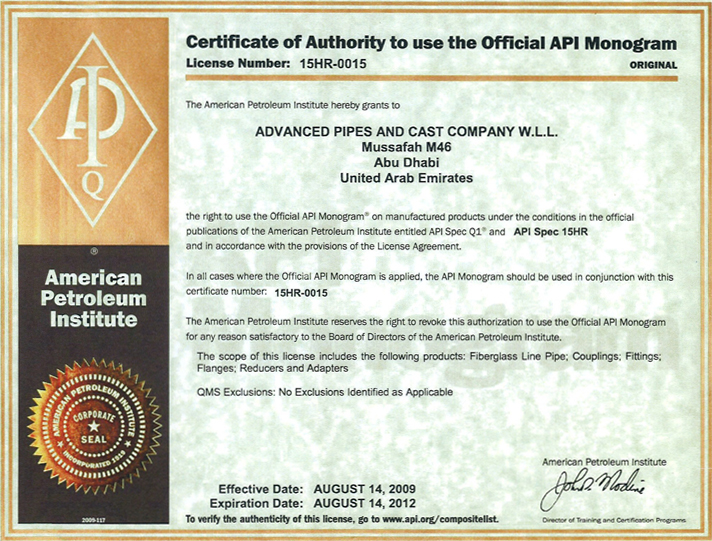 Certificate of Authority to use the Official API Monogram
License Number: 15HR-0015
ORIGINAL
The American Petroleum Institute hereby grants to
ADVANCED PIPES AND CAST COMPANY W.L.L.
Mussafah M46
Abu Dhabi
United Arab Emirates
the right to use the Official API Monogram® on manufactured products under the conditions in the official
publications of the American Petroleum Institute entitled API Spec Q1® and API Spec 15HR
and in accordance with the provisions of the License Agreement.
In all cases where the Official API Monogram is applied, the API Monogram should be used in conjunction with this
certificate number: 15HR-0015
The American Petroleum Institute reserves the right to revoke this authorization to use the Official API Monogram
for any reason satisfactory to the Board of Directors of the American Petroleum Institute.
The scope of this license includes the following products: Fiberglass Line Pipe; Couplings; Fittings;
Flanges; Reducers and Adapters
QMS Exclusions: No Exclusions Identified as Applicable
Effective Date: AUGUST 14, 2009
Expiration Date: AUGUST 14, 2012
To verify the authenticity of this license, go to www.api.org/compositelist.
American Petroleum Institute
Director of Training and Certification Programs
API
Q
®
American
Petroleum
Institute
AMERICAN PETROLEUM INSTITUTE
CORPORATE
SEAL
INCORPORATED 1919
2009-117